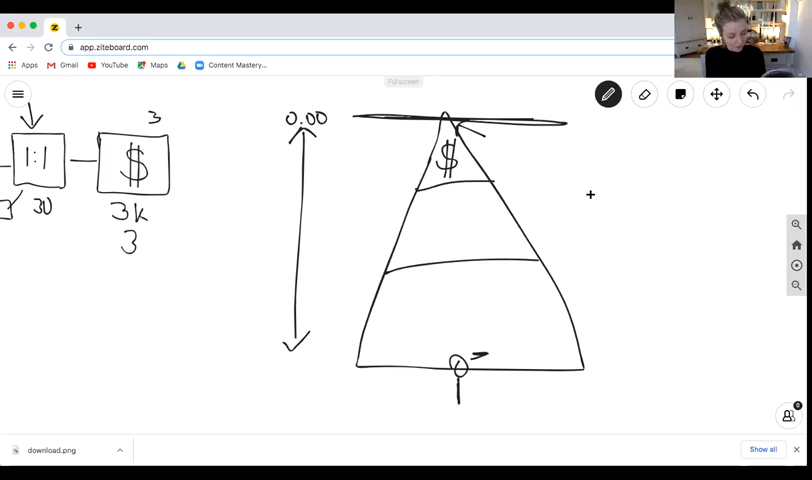 app.ziteboard.com
Apps
Gmail
YouTube
Maps
Content Mastery...
Fullscreen
3
0.00
1:1
$
$
30
3k
3
0
download.png
Show all